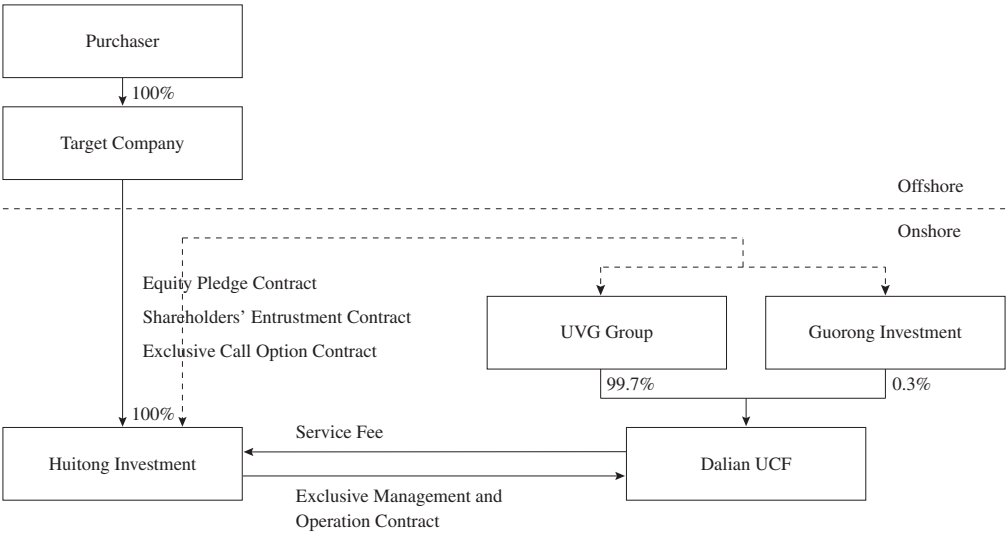 Purchaser
100%
Target Company
Offshore
Onshore
Equity Pledge Contract
Shareholders’ Entrustment Contract
Exclusive Call Option Contract
UVG Group
Guorong Investment
99.7%
0.3%
100%
Huitong Investment
Service Fee
Dalian UCF
Exclusive Management and
Operation Contract